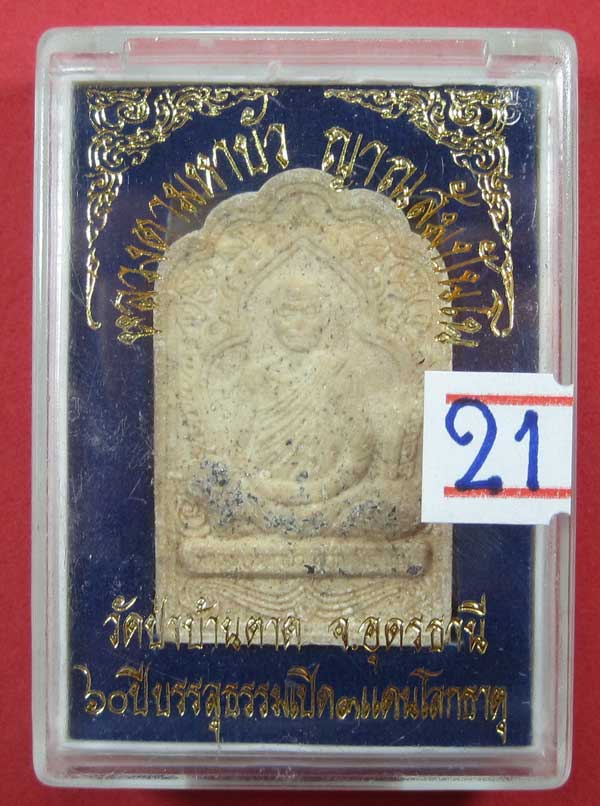 หลวงตามหาบัว ญาณสัมปันโน
21
วัดป่าบ้านตาด จ.อุดรธานี
๖๐ปีบรรลุธรรมเปิด๓แดนโลกธาตุ